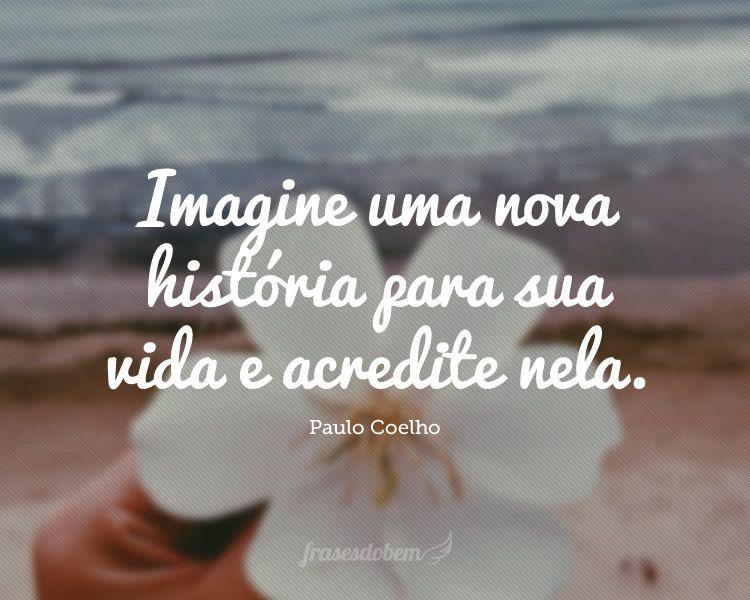 Imagine uma nova
história para sua
vida e acredite nela.
Paulo Coelho
frasesdobem